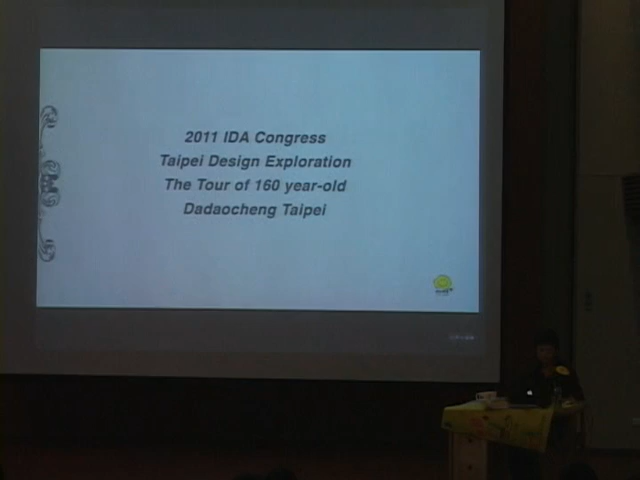 2011 IDA Congress
Taipei Design Exploration
The Tour of 160 year-old
Dadaocheng Taipei